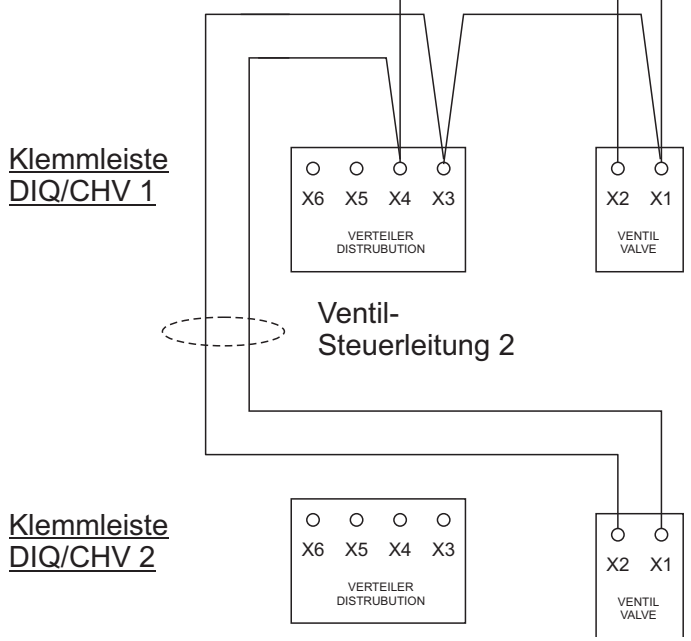 Klemmleiste
DIQ/CHV 1
X6 X5 X4 X3
VERTEILER
DISTRUBUTION
X2 X1
VENTIL
VALVE
Ventil-
Steuerleitung 2
Klemmleiste
DIQ/CHV 2
X6 X5 X4 X3
VERTEILER
DISTRUBUTION
X2 X1
VENTIL
VALVE